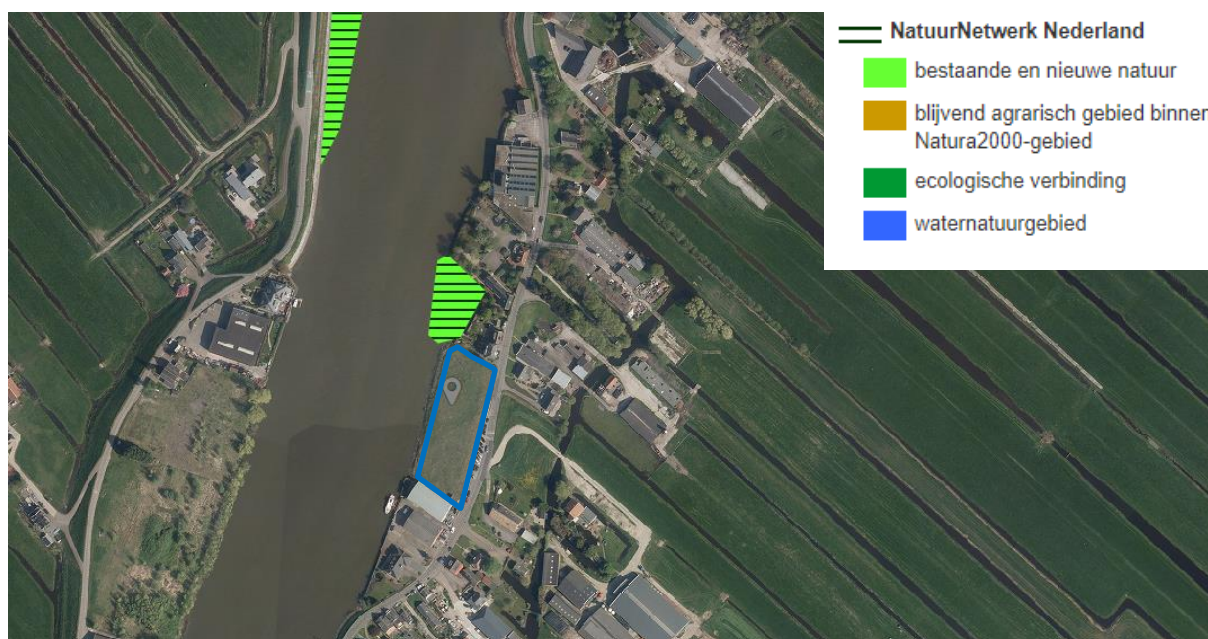 NatuurNetwerk Nederland
bestaande en nieuwe natuur
blijvend agrarisch gebied binnen
Natura2000-gebied
ecologische verbinding
waternatuurgebied